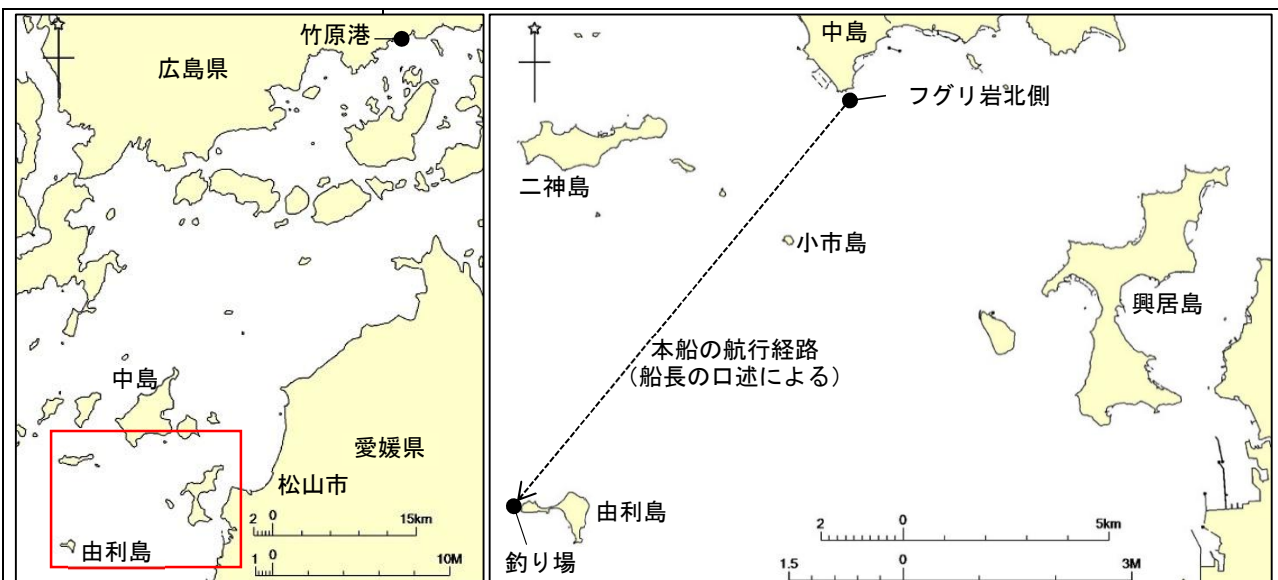 竹原港
広島県
中島
愛媛県
松山市
由利島
2 0 15km
1 0 10M
中島
フグリ岩北側
二神島
小市島
興居島
本船の航行経路
(船長の口述による)
由利島
釣り場
2 0 5km
1.5 0 3M